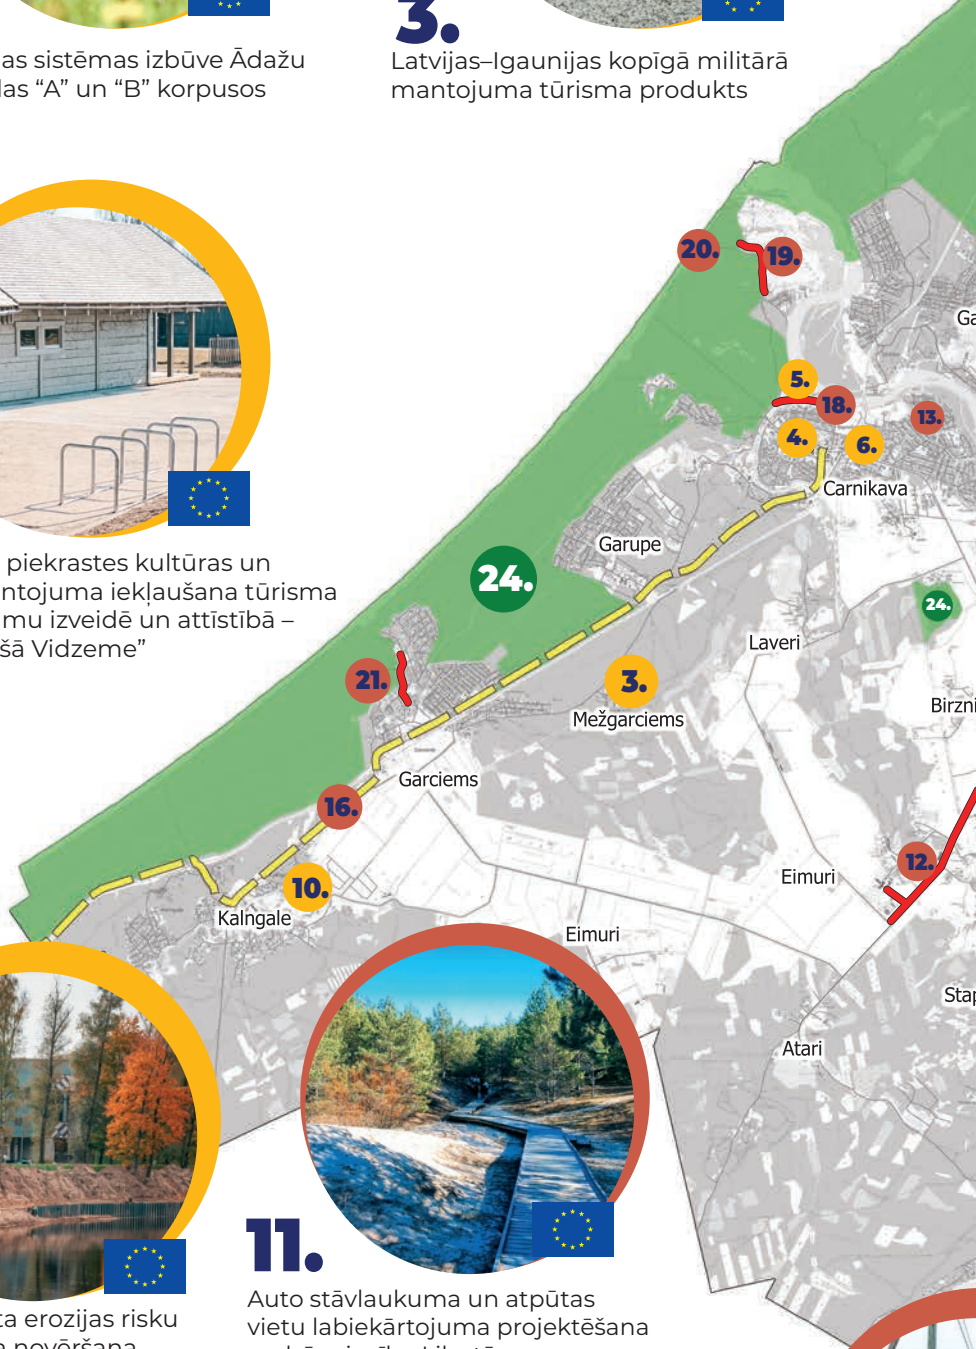 as sistēmas izbūve Ādažu
las “A” un “B” korpusos
3.
Latvijas–Igaunijas kopīgā militārā
mantojuma tūrisma produkts
20.
19.
5.
18.
13.
4.
6.
Carnikava
Garupe
24.
24.
Laveri
piekrastes kultūras un
ntojuma iekļaušana tūrisma
mu izveidē un attīstībā –
šā Vidzeme”
21.
3.
Mežgarciems
Birzni
Garciems
16.
12.
Eimuri
10.
Kalngale
Eimuri
Stap
Atari
11.
Auto stāvlaukuma un atpūtas
vietu labiekārtojuma projektēšana
ta erozijas risku
novēršana